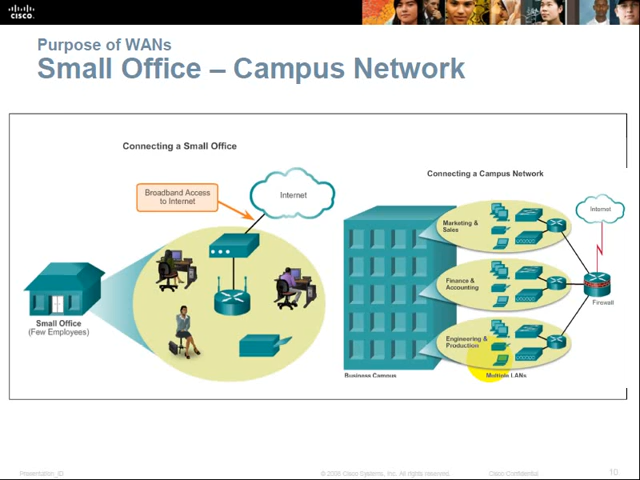 CISCO.
Purpose of WANs
Small Office – Campus Network
Connecting a Small Office
Broadband Access
to Internet
Internet
Small Office
(Few Employees)
Connecting a Campus Network
Internet
Marketing &
Sales
Finance &
Accounting
Firewall
Engineering &
Production
Business Campus
Multiple LANs
Presentation_ID
© 2008 Cisco Systems, Inc. All rights reserved.
Cisco Confidential
10